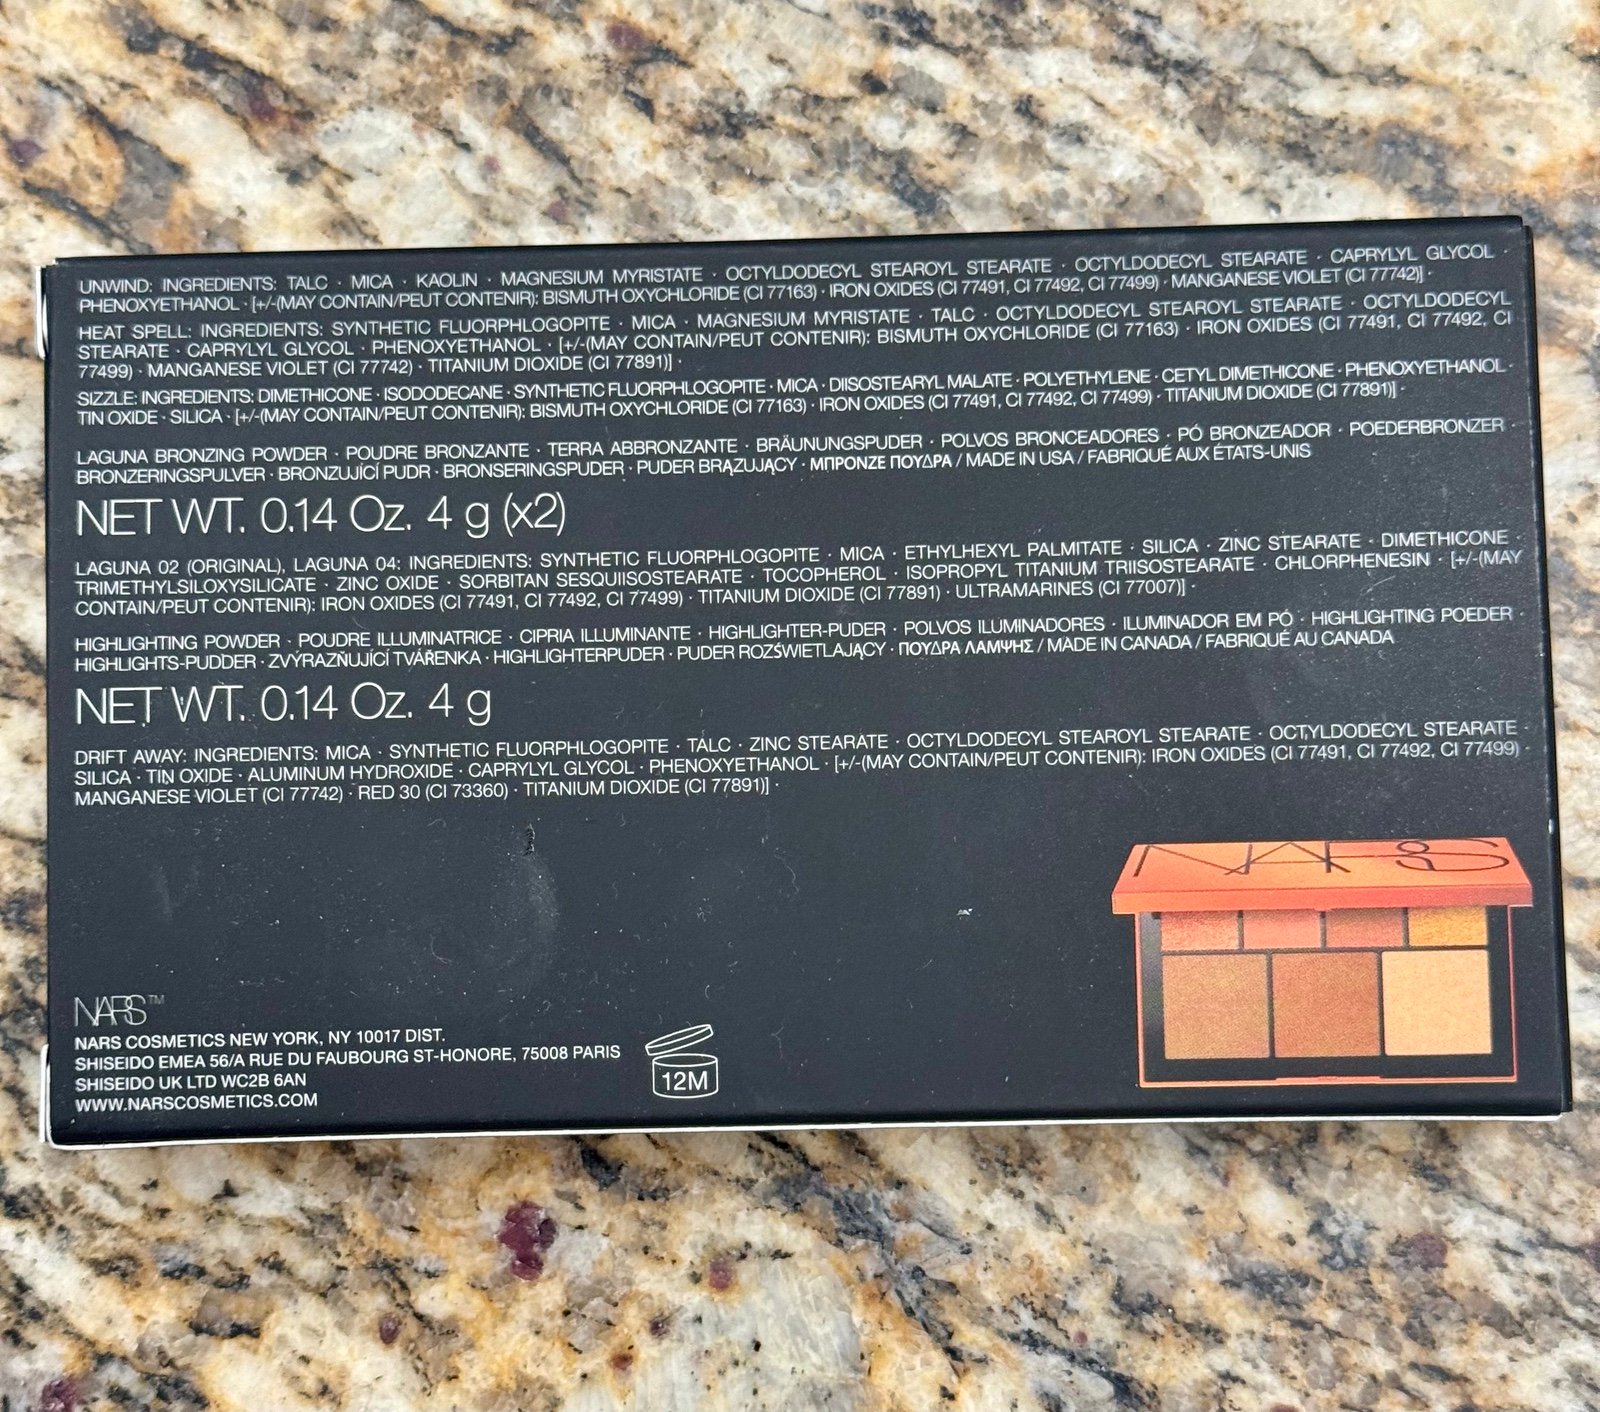 UNWIND: INGREDIENTS: TALC · MICA · KAOLIN · MAGNESIUM MYRISTATE · OCTYLDODECYL STEAROYL STEARATE · OCTYLDODECYL STEARATE · CAPRYLYL GLYCOL ·
PHENOXYETHANOL · [+/-(MAY CONTAIN/PEUT CONTENIR): BISMUTH OXYCHLORIDE (CI 77163) · IRON OXIDES (CI 77491, CI 77492, CI 77499) · MANGANESE VIOLET (CI 77742)] ·
HEAT SPELL: INGREDIENTS: SYNTHETIC FLUORPHLOGOPITE · MICA · MAGNESIUM MYRISTATE · TALC · OCTYLDODECYL STEAROYL STEARATE · OCTYLDODECYL
STEARATE · CAPRYLYL GLYCOL · PHENOXYETHANOL · [+/-(MAY CONTAIN/PEUT CONTENIR): BISMUTH OXYCHLORIDE (CI 77163) · IRON OXIDES (CI 77491, CI 77492, CI
77499) · MANGANESE VIOLET (CI 77742) · TITANIUM DIOXIDE (CI 77891)] ·
SIZZLE: INGREDIENTS: DIMETHICONE · ISODODECANE · SYNTHETIC FLUORPHLOGOPITE · MICA · DIISOSTEARYL MALATE · POLYETHYLENE · CETYL DIMETHICONE · PHENOXYETHANOL ·
TIN OXIDE · SILICA · [+/-(MAY CONTAIN/PEUT CONTENIR): BISMUTH OXYCHLORIDE (CI 77163) · IRON OXIDES (CI 77491, CI 77492, CI 77499) · TITANIUM DIOXIDE (CI 77891)] ·
LAGUNA BRONZING POWDER · POUDRE BRONZANTE · TERRA ABBRONZANTE · BRÄUNUNGSPUDER · POLVOS BRONCEADORES · PÓ BRONZEADOR · POEDERBRONZER ·
BRONZERINGSPULVER · BRONZUJÍCÍ PUDR · BRONSERINGSPUDER · PUDER BRĄZUJĄCY · ΜΠΡΟΝΖΕ ΠΟΥΔΡΑ / MADE IN USA / FABRIQUÉ AUX ÉTATS-UNIS
NET WT. 0.14 Oz. 4 g (x2)
LAGUNA 02 (ORIGINAL), LAGUNA 04: INGREDIENTS: SYNTHETIC FLUORPHLOGOPITE · MICA · ETHYLHEXYL PALMITATE · SILICA · ZINC STEARATE · DIMETHICONE ·
TRIMETHYLSILOXYSILICATE · ZINC OXIDE · SORBITAN SESQUIISOSTEARATE · TOCOPHEROL · ISOPROPYL TITANIUM TRIISOSTEARATE · CHLORPHENESIN · [+/-(MAY
CONTAIN/PEUT CONTENIR): IRON OXIDES (CI 77491, CI 77492, CI 77499) · TITANIUM DIOXIDE (CI 77891) · ULTRAMARINES (CI 77007)] ·
HIGHLIGHTING POWDER · POUDRE ILLUMINATRICE · CIPRIA ILLUMINANTE · HIGHLIGHTER-PUDER · POLVOS ILUMINADORES · ILUMINADOR EM PÓ · HIGHLIGHTING POEDER ·
HIGHLIGHTS-PUDDER · ZVÝRAZŇUJÍCÍ TVÁŘENKA · HIGHLIGHTERPUDER · PUDER ROZŚWIETLAJĄCY · ΠΟΥΔΡΑ ΛΑΜΨΗΣ / MADE IN CANADA / FABRIQUÉ AU CANADA
NET WT. 0.14 Oz. 4 g
DRIFT AWAY: INGREDIENTS: MICA · SYNTHETIC FLUORPHLOGOPITE · TALC · ZINC STEARATE · OCTYLDODECYL STEAROYL STEARATE · OCTYLDODECYL STEARATE ·
SILICA · TIN OXIDE · ALUMINUM HYDROXIDE · CAPRYLYL GLYCOL · PHENOXYETHANOL · [+/-(MAY CONTAIN/PEUT CONTENIR): IRON OXIDES (CI 77491, CI 77492, CI 77499) ·
MANGANESE VIOLET (CI 77742) · RED 30 (CI 73360) · TITANIUM DIOXIDE (CI 77891)] ·
NARS
NARS™
NARS COSMETICS NEW YORK, NY 10017 DIST.
SHISEIDO EMEA 56/A RUE DU FAUBOURG ST-HONORE, 75008 PARIS
SHISEIDO UK LTD WC2B 6AN
WWW.NARSCOSMETICS.COM
12M